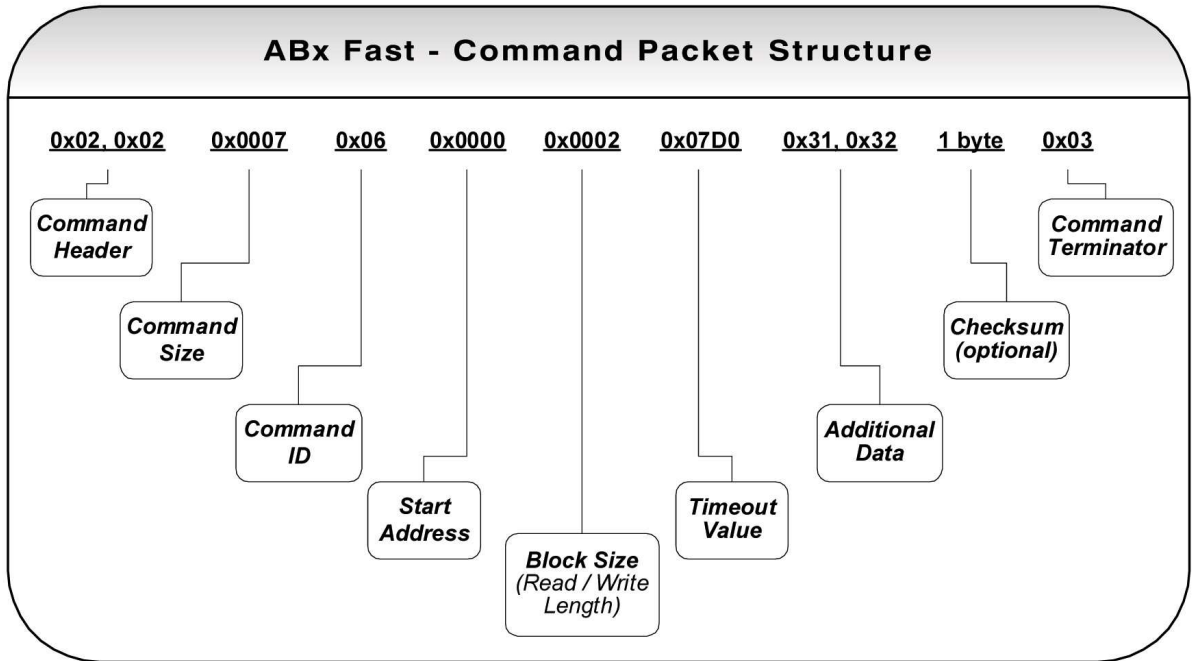 ABx Fast - Command Packet Structure
0x02, 0x02 0x0007 0x06 0x0000 0x0002 0x07D0 0x31, 0x32 1 byte 0x03
Command
Header
Command
Size
Command
ID
Start
Address
Block Size
(Read / Write
Length)
Timeout
Value
Additional
Data
Checksum
(optional)
Command
Terminator